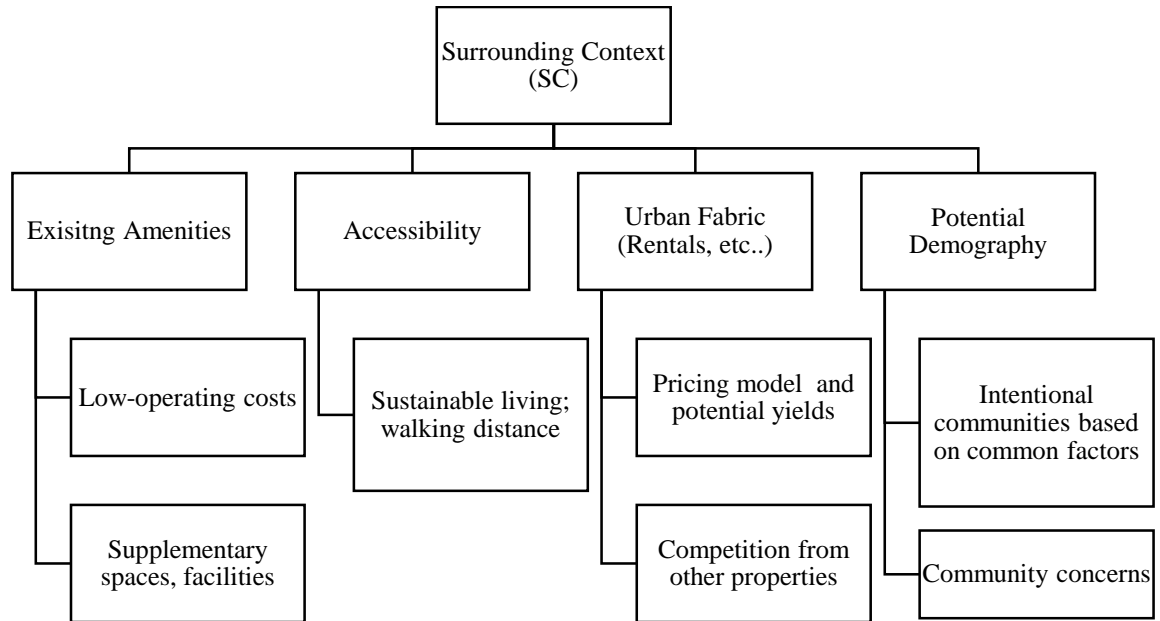 Surrounding Context
(SC)
Exisitng Amenities
Accessibility
Urban Fabric
(Rentals, etc..)
Potential
Demography
Low-operating costs
Supplementary
spaces, facilities
Sustainable living;
walking distance
Pricing model  and
potential yields
Competition from
other properties
Intentional
communities based
on common factors
Community concerns